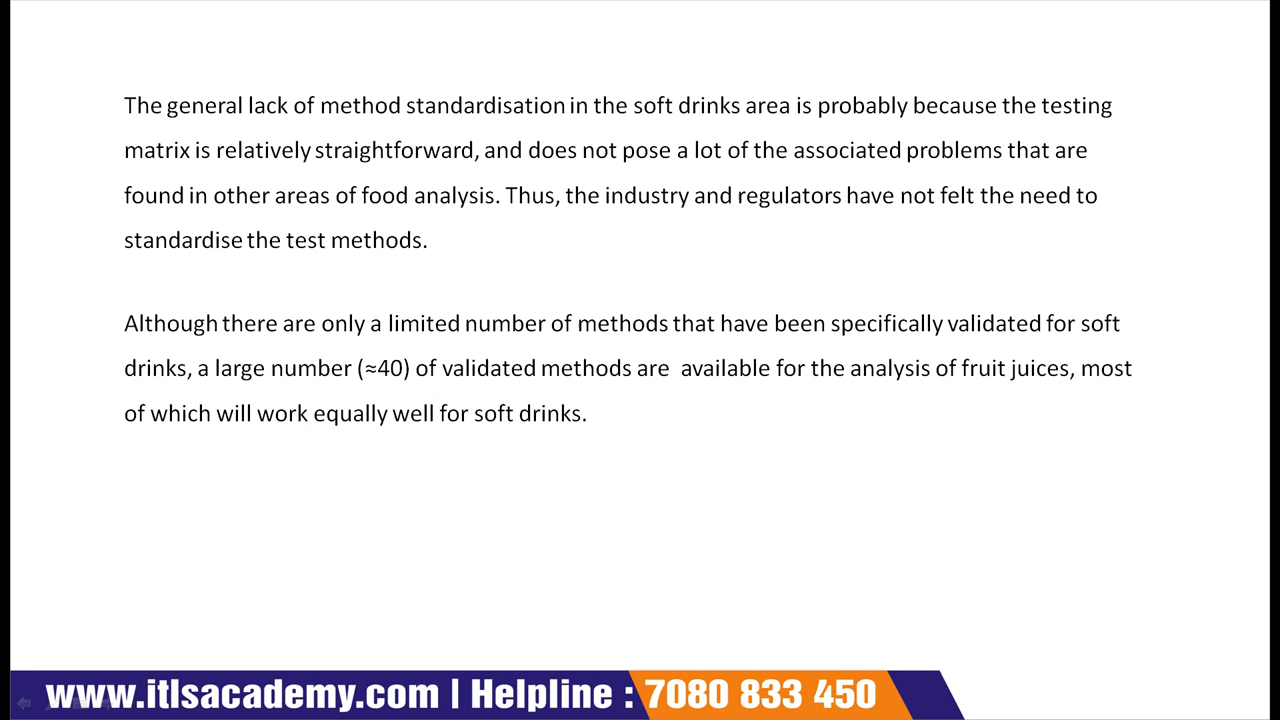 The general lack of method standardisation in the soft drinks area is probably because the testing
matrix is relatively straightforward, and does not pose a lot of the associated problems that are
found in other areas of food analysis. Thus, the industry and regulators have not felt the need to
standardise the test methods.
Although there are only a limited number of methods that have been specifically validated for soft
drinks, a large number (≈40) of validated methods are  available for the analysis of fruit juices, most
of which will work equally well for soft drinks.
www.itlsacademy.com | Helpline : 7080 833 450